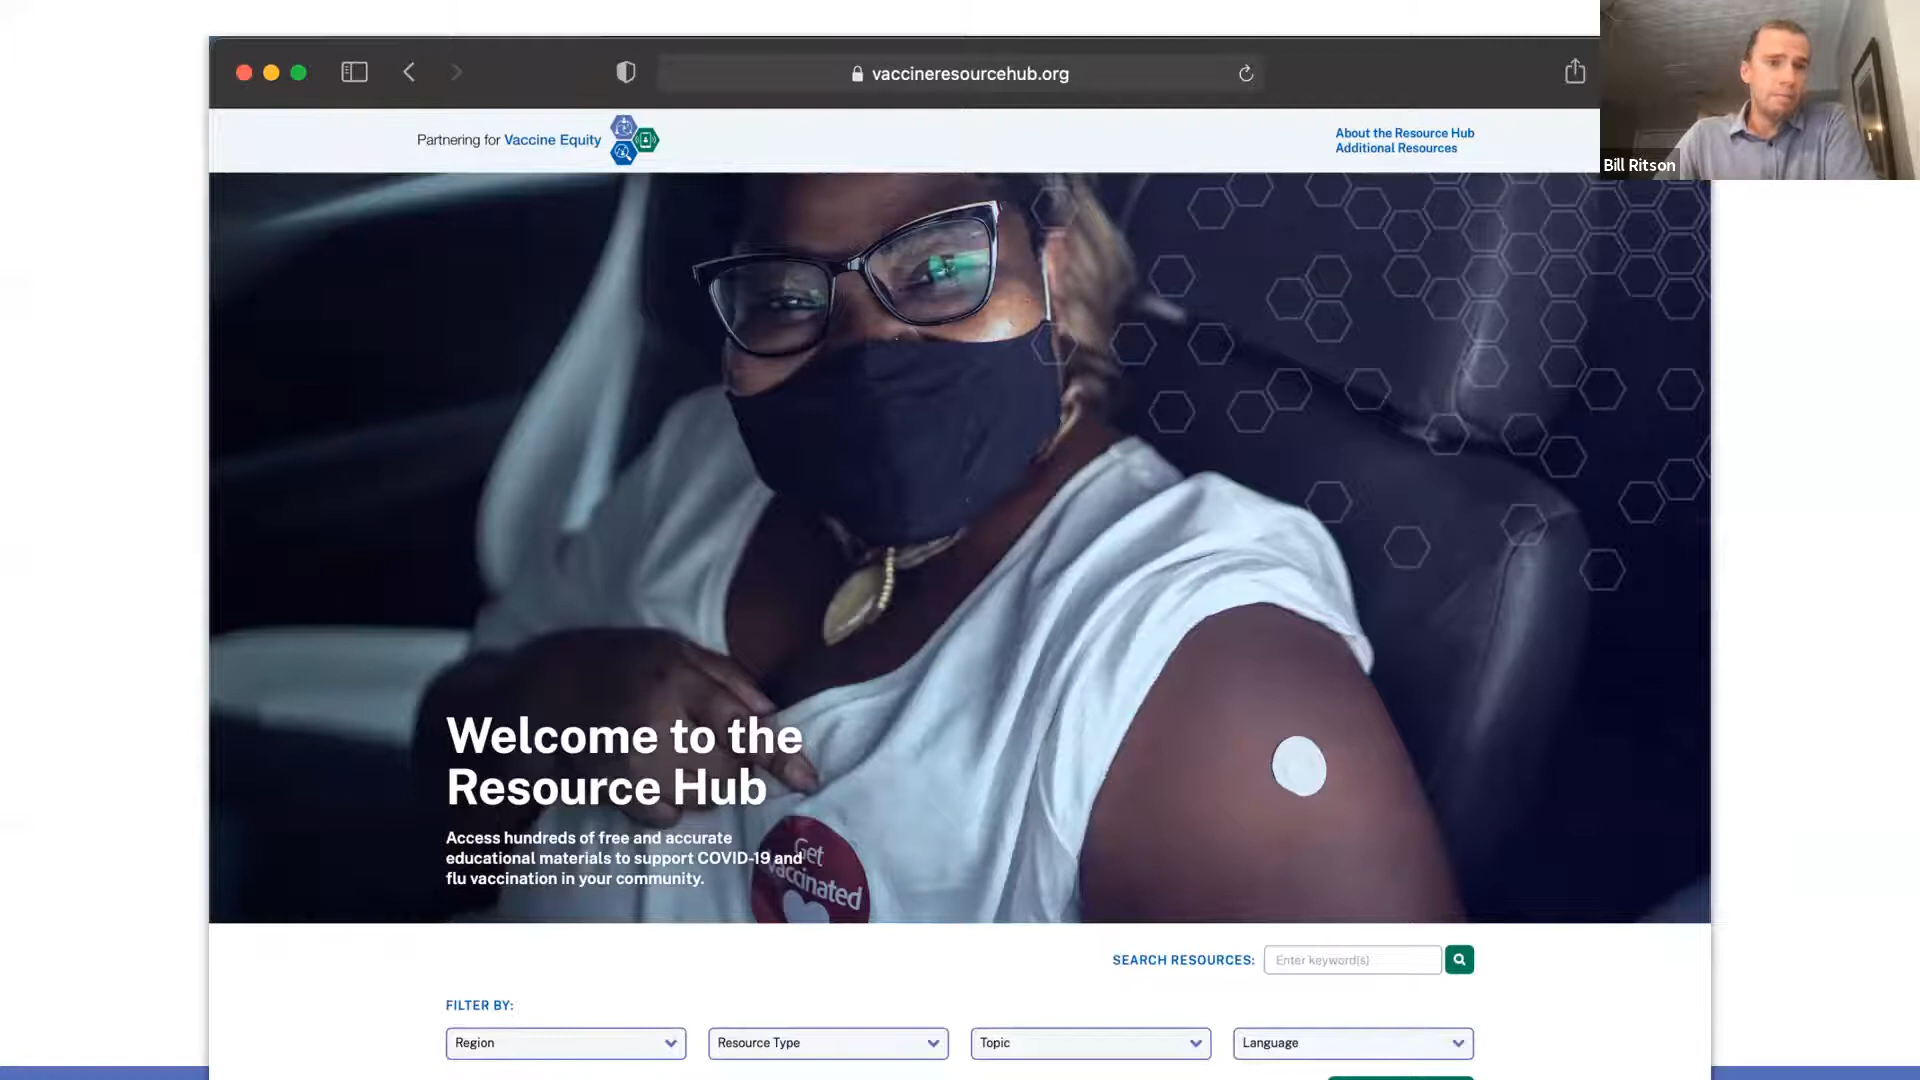 vaccineresourcehub.org
Partnering for Vaccine Equity
About the Resource Hub
Additional Resources
Bill Ritson
Welcome to the
Resource Hub
Access hundreds of free and accurate
educational materials to support COVID-19 and
flu vaccination in your community.
Get
vaccinated
SEARCH RESOURCES:
Enter keyword(s)
FILTER BY:
Region
Resource Type
Topic
Language